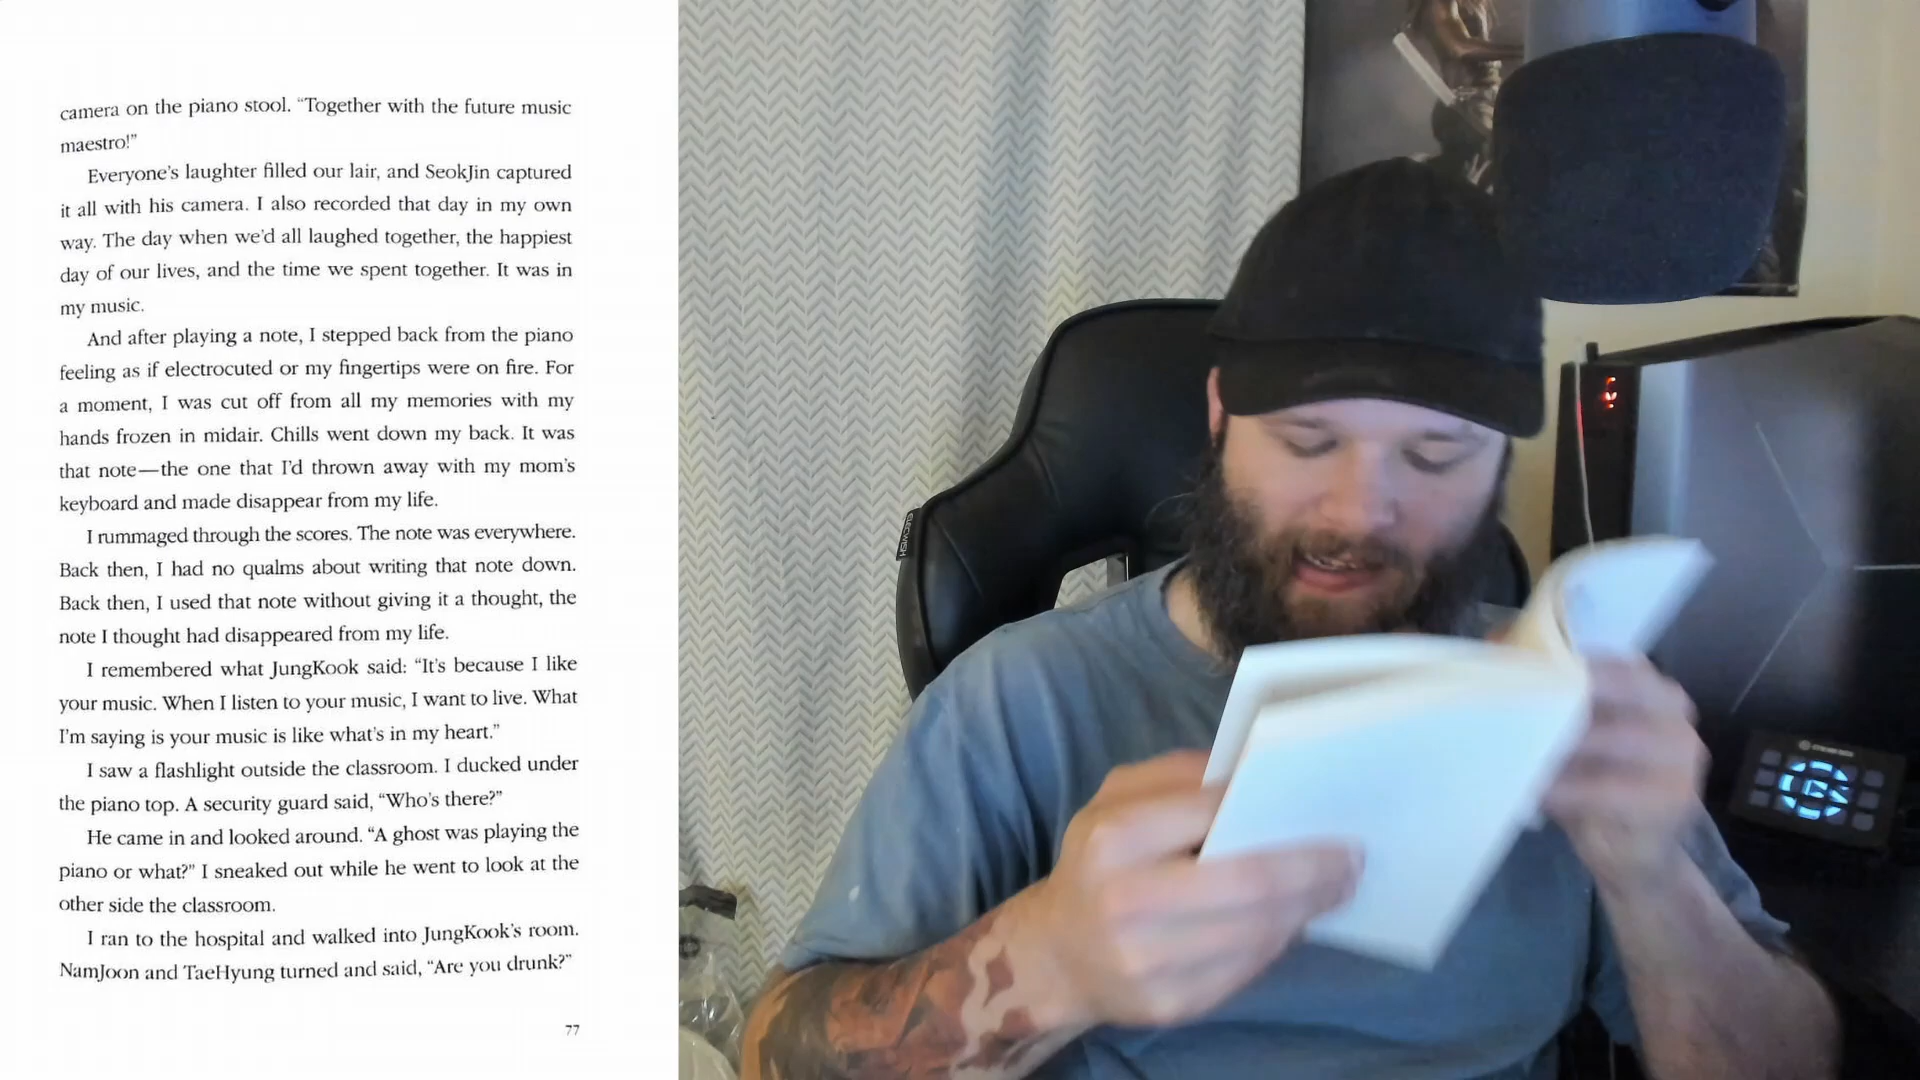 camera on the piano stool. “Together with the future music
maestro!”
Everyone’s laughter filled our lair, and SeokJin captured
it all with his camera. I also recorded that day in my own
way. The day when we’d all laughed together, the happiest
day of our lives, and the time we spent together. It was in
my music.
And after playing a note, I stepped back from the piano
feeling as if electrocuted or my fingertips were on fire. For
a moment, I was cut off from all my memories with my
hands frozen in midair. Chills went down my back. It was
that note—the one that I’d thrown away with my mom’s
keyboard and made disappear from my life.
I rummaged through the scores. The note was everywhere.
Back then, I had no qualms about writing that note down.
Back then, I used that note without giving it a thought, the
note I thought had disappeared from my life.
I remembered what JungKook said: “It’s because I like
your music. When I listen to your music, I want to live. What
I’m saying is your music is like what’s in my heart.”
I saw a flashlight outside the classroom. I ducked under
the piano top. A security guard said, “Who’s there?”
He came in and looked around. “A ghost was playing the
piano or what?” I sneaked out while he went to look at the
other side the classroom.
I ran to the hospital and walked into JungKook’s room.
NamJoon and TaeHyung turned and said, “Are you drunk?”
77
ELECWISH
STREAM DECK